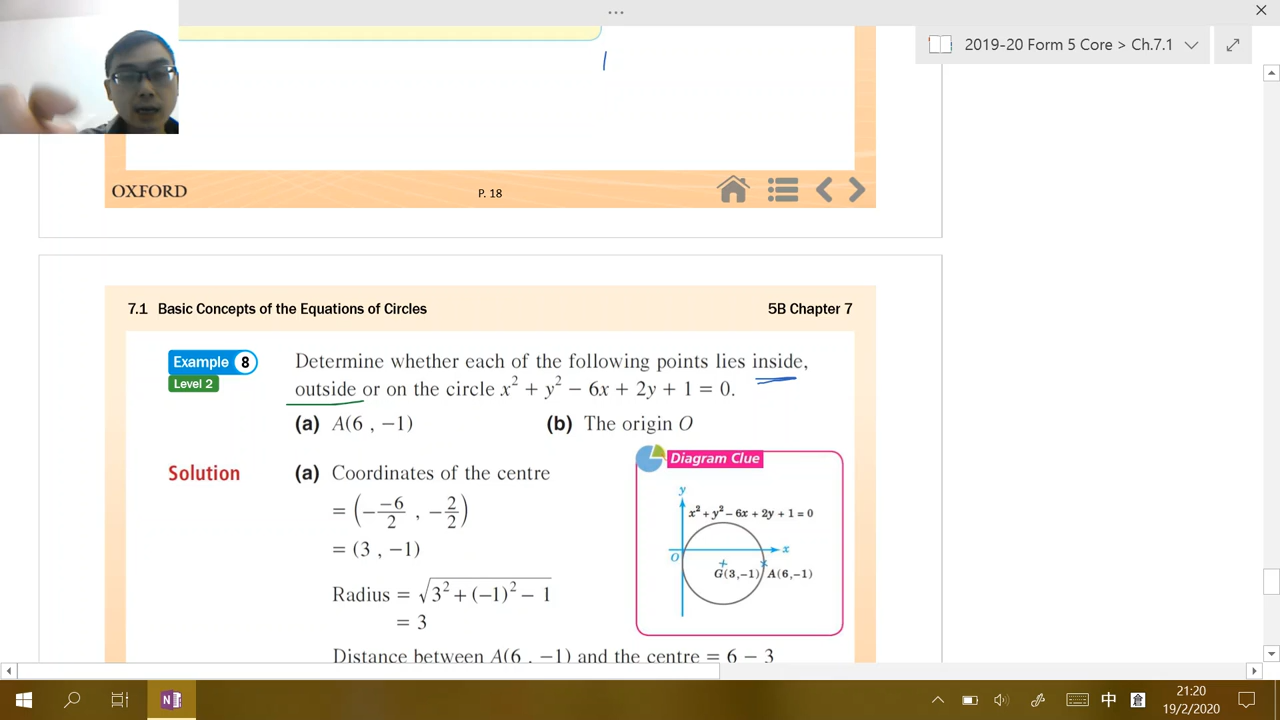 2019-20 Form 5 Core > Ch.7.1
OXFORD
P. 18
7.1 Basic Concepts of the Equations of Circles
5B Chapter 7
Example 8
Level 2
Determine whether each of the following points lies inside,
outside or on the circle x² + y² − 6x + 2y + 1 = 0.
(a) A(6 , −1)
(b) The origin O
Solution
(a) Coordinates of the centre
= (− −6/2 , − 2/2)
= (3 , −1)
Radius = √(3² + (−1)² − 1)
= 3
Distance between A(6 , −1) and the centre = 6 − 3
Diagram Clue
y
x² + y² − 6x + 2y + 1 = 0
x
O
G(3,−1) A(6,−1)
中
倉
21:20
19/2/2020